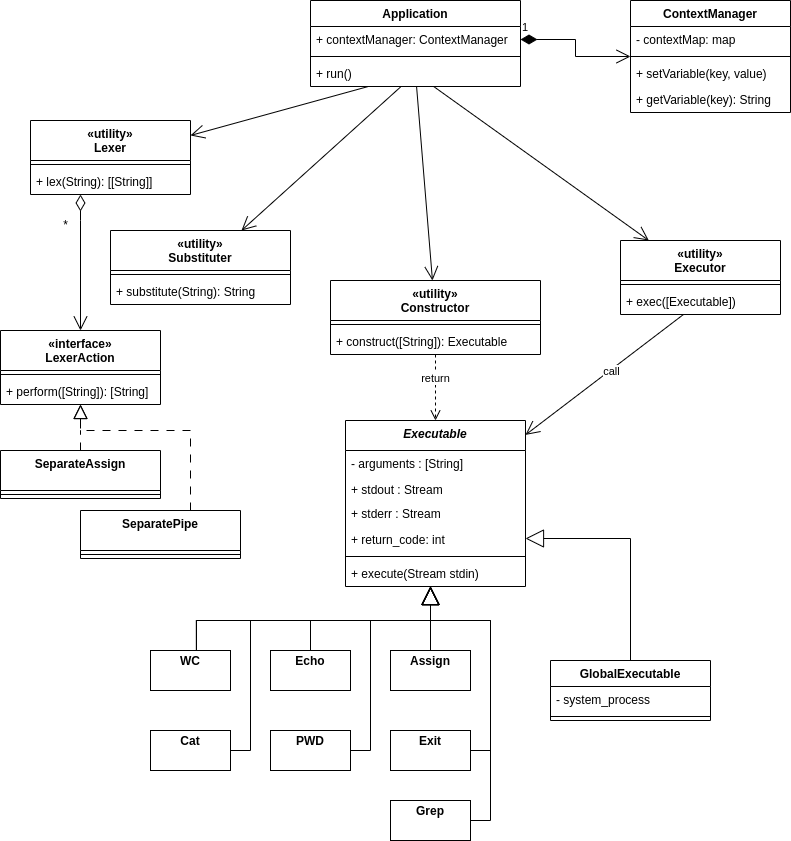 Application
+ contextManager: ContextManager
+ run()
1
ContextManager
- contextMap: map
+ setVariable(key, value)
+ getVariable(key): String
«utility»
Lexer
+ lex(String): [[String]]
*
«utility»
Substituter
+ substitute(String): String
«utility»
Constructor
+ construct([String]): Executable
return
«utility»
Executor
+ exec([Executable])
call
«interface»
LexerAction
+ perform([String]): [String]
SeparateAssign
SeparatePipe
Executable
- arguments : [String]
+ stdout : Stream
+ stderr : Stream
+ return_code: int
+ execute(Stream stdin)
WC
Echo
Assign
GlobalExecutable
- system_process
Cat
PWD
Exit
Grep